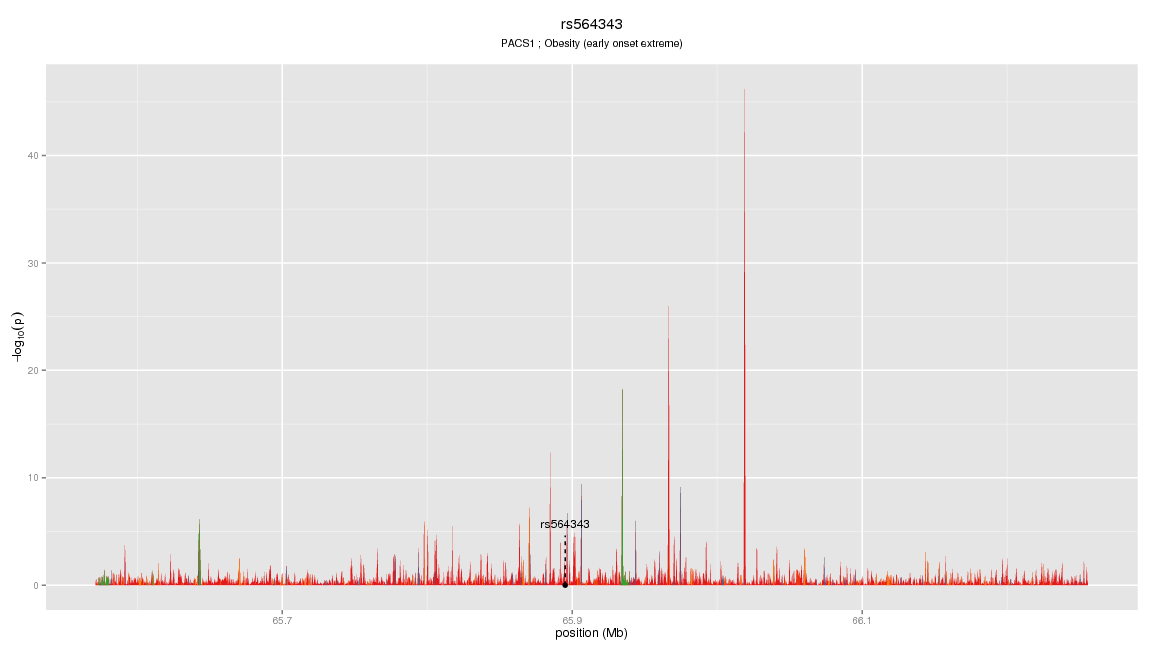 rs564343
PACS1 ; Obesity (early onset extreme)
40
30
20
10
0
−log10(p)
rs564343
65.7
65.9
66.1
position (Mb)